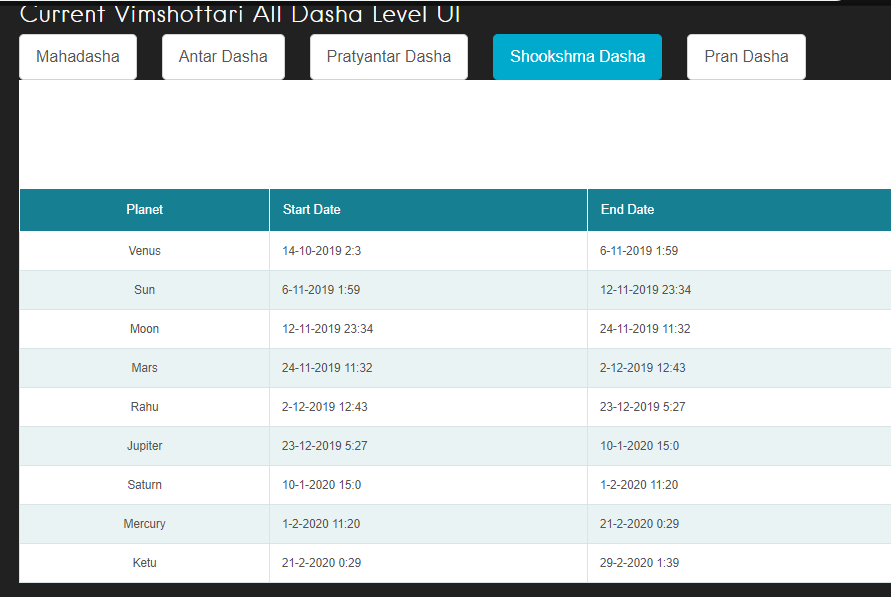 Current Vimshottari All Dasha Level UI
Mahadasha Antar Dasha Pratyantar Dasha Shookshma Dasha Pran Dasha
Planet Start Date End Date
Venus 14-10-2019 2:3 6-11-2019 1:59
Sun 6-11-2019 1:59 12-11-2019 23:34
Moon 12-11-2019 23:34 24-11-2019 11:32
Mars 24-11-2019 11:32 2-12-2019 12:43
Rahu 2-12-2019 12:43 23-12-2019 5:27
Jupiter 23-12-2019 5:27 10-1-2020 15:0
Saturn 10-1-2020 15:0 1-2-2020 11:20
Mercury 1-2-2020 11:20 21-2-2020 0:29
Ketu 21-2-2020 0:29 29-2-2020 1:39